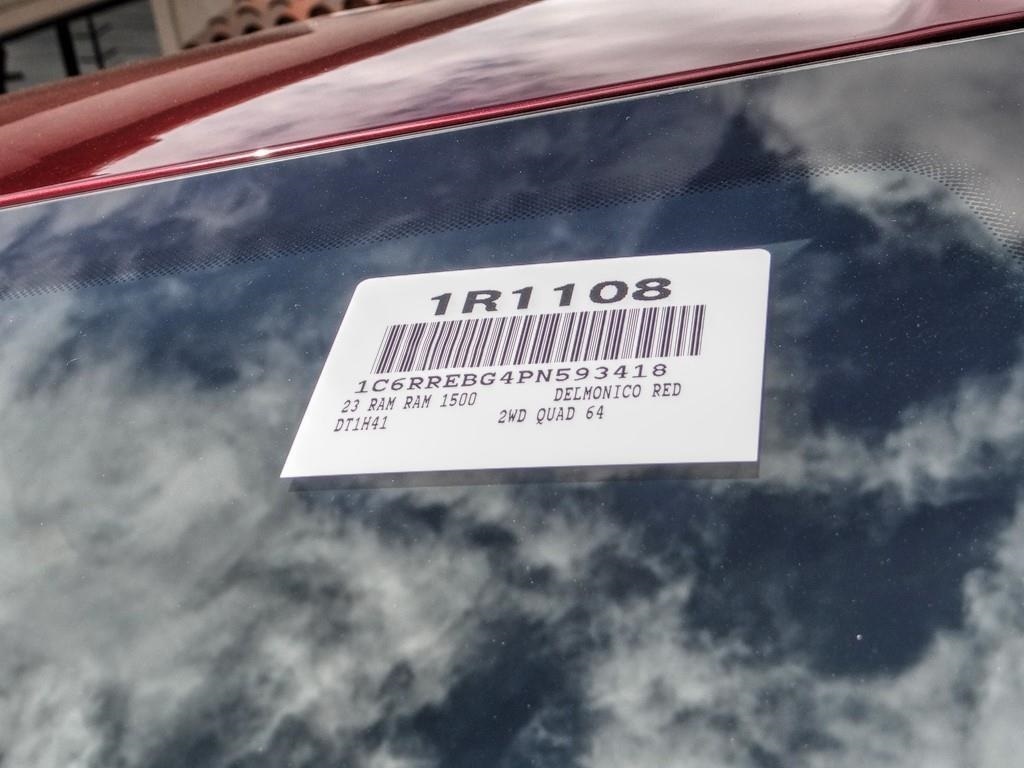 1R1108
1C6RREBG4PN593418
23 RAM RAM 1500 DELMONICO RED
DT1H41 2WD QUAD 64